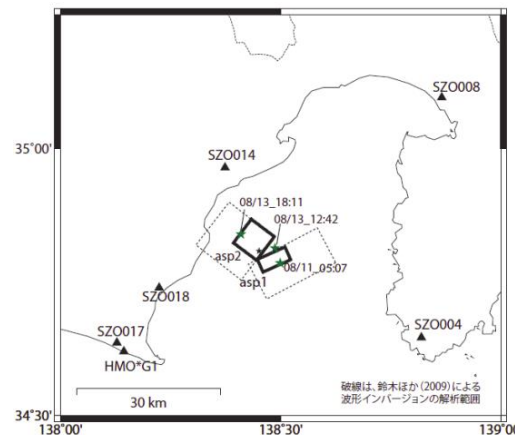 SZO008
35°00'
SZO014
08/13_18:11
08/13_12:42
asp2
08/11_05:07
asp1
SZO018
SZO017
SZO004
HMO*G1
破線は、鈴木ほか(2009)による
波形インバージョンの解析範囲
30 km
34°30'
138°00'
138°30'
139°00'